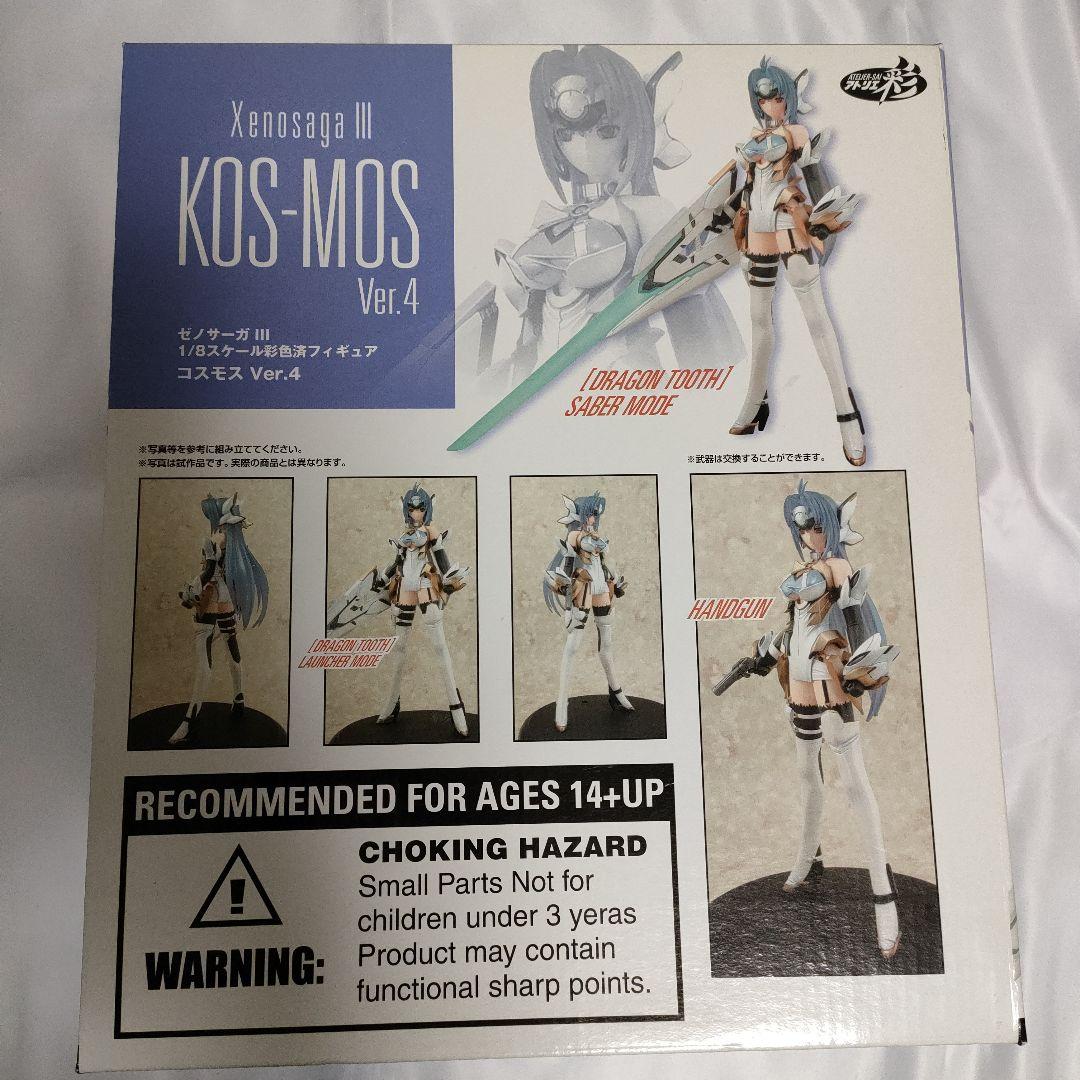 Xenosaga III
KOS-MOS
Ver.4
ゼノサーガ III
1/8スケール彩色済フィギュア
コスモス Ver.4
ATELIER-SAI
アトリエ彩
[DRAGON TOOTH]
SABER MODE
※写真等を参考に組み立ててください。
※写真は試作品です。実際の商品とは異なります。
※武器は交換することができます。
[DRAGON TOOTH]
LAUNCHER MODE
HANDGUN
RECOMMENDED FOR AGES 14+UP
WARNING:
CHOKING HAZARD
Small Parts Not for
children under 3 yeras
Product may contain
functional sharp points.